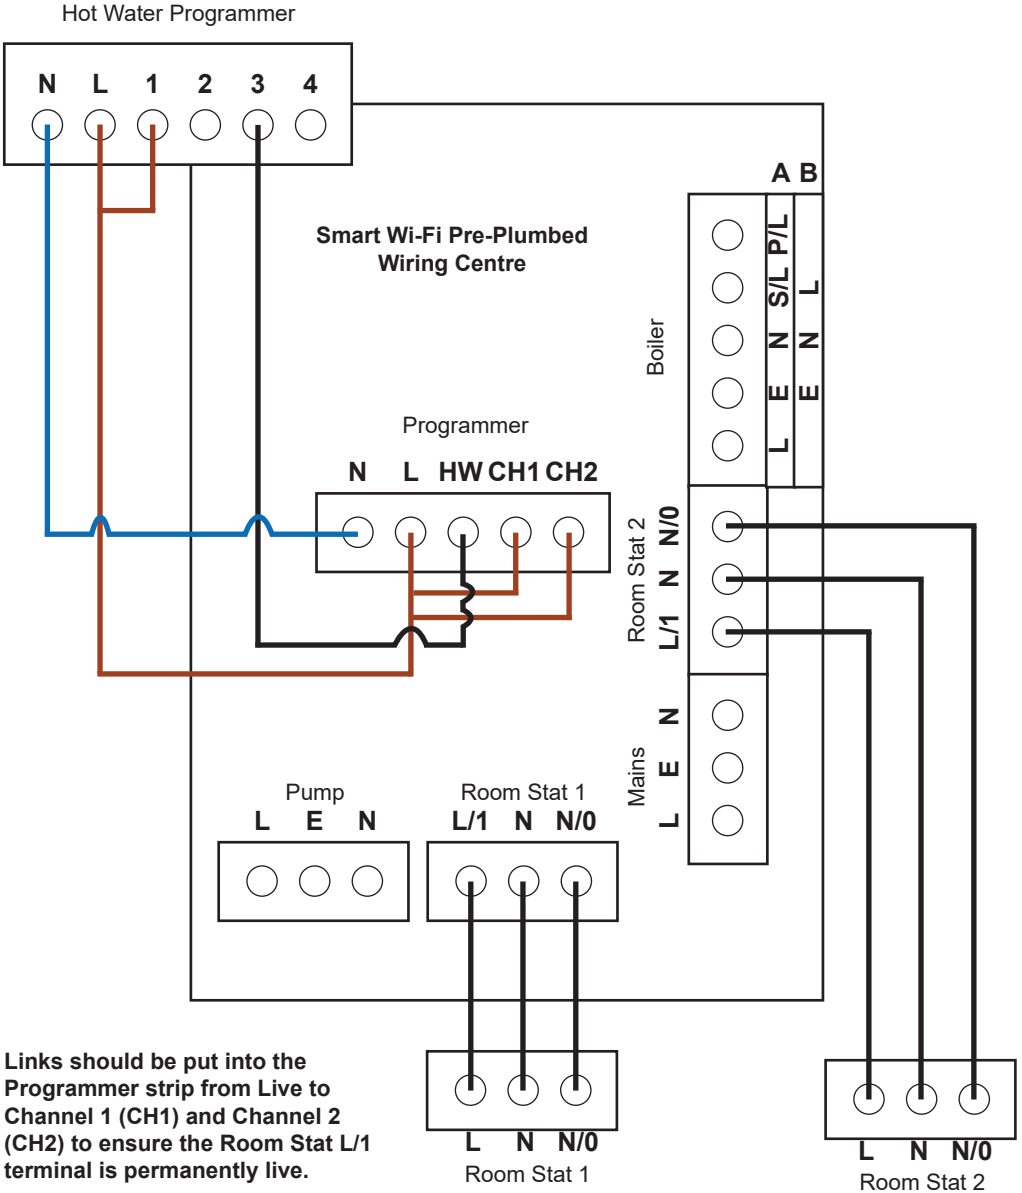 Hot Water Programmer
N L 1 2 3 4
A B
Smart Wi-Fi Pre-Plumbed
Wiring Centre
Boiler
P/L
S/L L
N N
E E
L
Programmer
N L HW CH1 CH2
Room Stat 2
N/0
N
L/1
Mains
N
E
L
Pump
L E N
Room Stat 1
L/1 N N/0
Links should be put into the
Programmer strip from Live to
Channel 1 (CH1) and Channel 2
(CH2) to ensure the Room Stat L/1
terminal is permanently live.
L N N/0
Room Stat 1
L N N/0
Room Stat 2